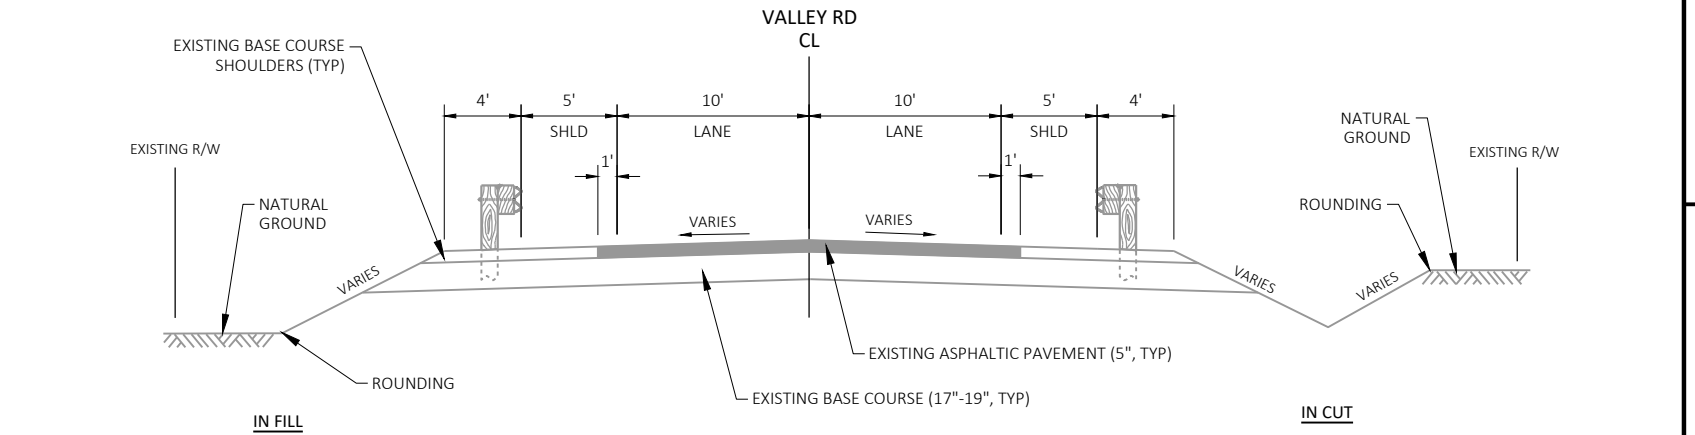 VALLEY RD
CL
EXISTING BASE COURSE
SHOULDERS (TYP)
4'
5'
10'
10'
5'
4'
SHLD
LANE
LANE
SHLD
1'
1'
NATURAL
GROUND
EXISTING R/W
EXISTING R/W
NATURAL
GROUND
ROUNDING
VARIES
VARIES
VARIES
VARIES
VARIES
EXISTING ASPHALTIC PAVEMENT (5", TYP)
ROUNDING
EXISTING BASE COURSE (17"-19", TYP)
IN FILL
IN CUT